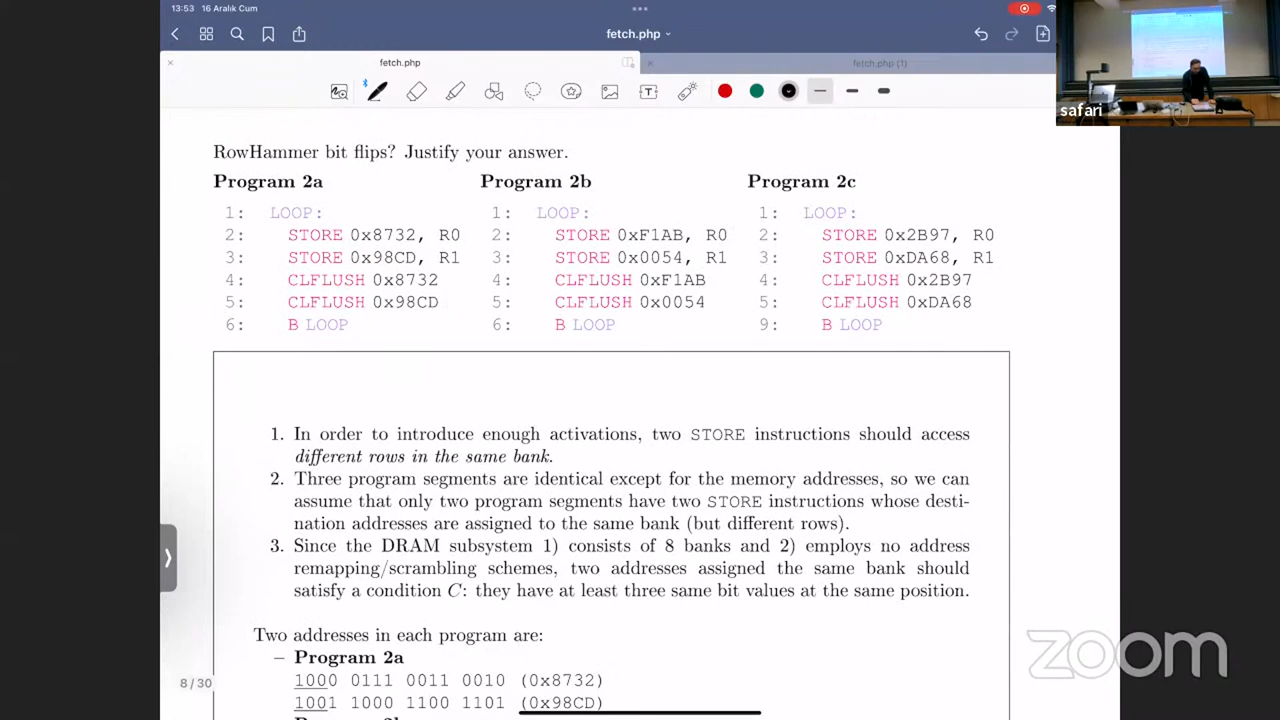 13:53 16 Aralık Cum
fetch.php
fetch.php
fetch.php (1)
safari
RowHammer bit flips? Justify your answer.
Program 2a Program 2b Program 2c
1: LOOP: 1: LOOP: 1: LOOP:
2: STORE 0x8732, R0 2: STORE 0xF1AB, R0 2: STORE 0x2B97, R0
3: STORE 0x98CD, R1 3: STORE 0x0054, R1 3: STORE 0xDA68, R1
4: CLFLUSH 0x8732 4: CLFLUSH 0xF1AB 4: CLFLUSH 0x2B97
5: CLFLUSH 0x98CD 5: CLFLUSH 0x0054 5: CLFLUSH 0xDA68
6: B LOOP 6: B LOOP 9: B LOOP
1. In order to introduce enough activations, two STORE instructions should access
different rows in the same bank.
2. Three program segments are identical except for the memory addresses, so we can
assume that only two program segments have two STORE instructions whose desti-
nation addresses are assigned to the same bank (but different rows).
3. Since the DRAM subsystem 1) consists of 8 banks and 2) employs no address
remapping/scrambling schemes, two addresses assigned the same bank should
satisfy a condition C: they have at least three same bit values at the same position.
Two addresses in each program are:
– Program 2a
1000 0111 0011 0010 (0x8732)
1001 1000 1100 1101 (0x98CD)
8/30
zoom